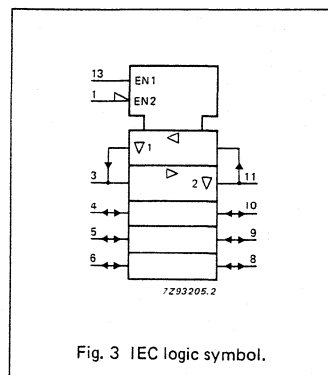 13 EN1
1 EN2
1
3 2 11
4 10
5 9
6 8
7Z93205.2
Fig. 3 IEC logic symbol.